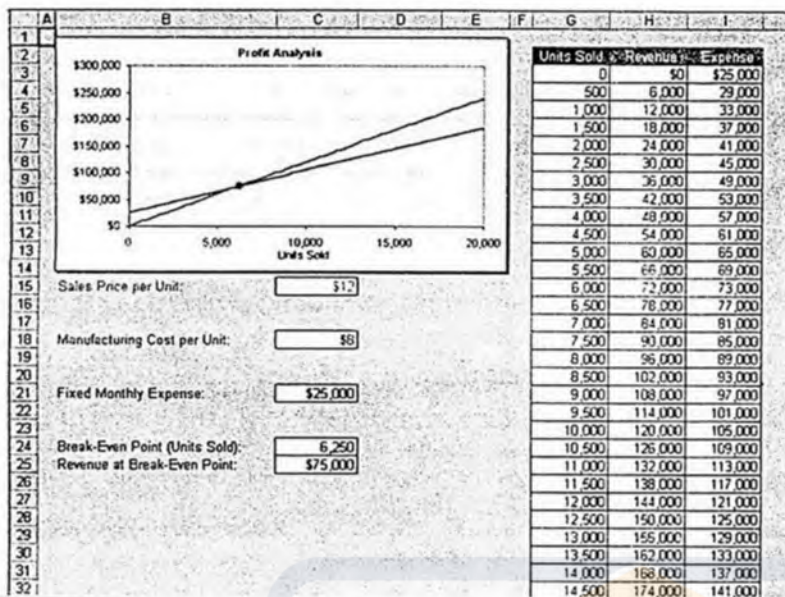 A B C D E F G H I
1
2 Profit Analysis Units Sold Revenue Expense
3 $300,000 0 $0 $25,000
4 $250,000 500 6,000 29,000
5 1,000 12,000 33,000
6 $200,000 1,500 18,000 37,000
7 $150,000 2,000 24,000 41,000
8 2,500 30,000 45,000
9 $100,000 3,000 36,000 49,000
10 $50,000 3,500 42,000 53,000
11 $0 4,000 48,000 57,000
12 0 5,000 10,000 15,000 20,000 4,500 54,000 61,000
13 Units Sold 5,000 60,000 65,000
14 5,500 66,000 69,000
15 Sales Price per Unit: $12 6,000 72,000 73,000
16 6,500 78,000 77,000
17 7,000 84,000 81,000
18 Manufacturing Cost per Unit: $8 7,500 90,000 85,000
19 8,000 96,000 89,000
20 8,500 102,000 93,000
21 Fixed Monthly Expense: $25,000 9,000 108,000 97,000
22 9,500 114,000 101,000
23 10,000 120,000 105,000
24 Break-Even Point (Units Sold): 6,250 10,500 126,000 109,000
25 Revenue at Break-Even Point: $75,000 11,000 132,000 113,000
26 11,500 138,000 117,000
27 12,000 144,000 121,000
28 12,500 150,000 125,000
29 13,000 156,000 129,000
30 13,500 162,000 133,000
31 14,000 168,000 137,000
32 14,500 174,000 141,000